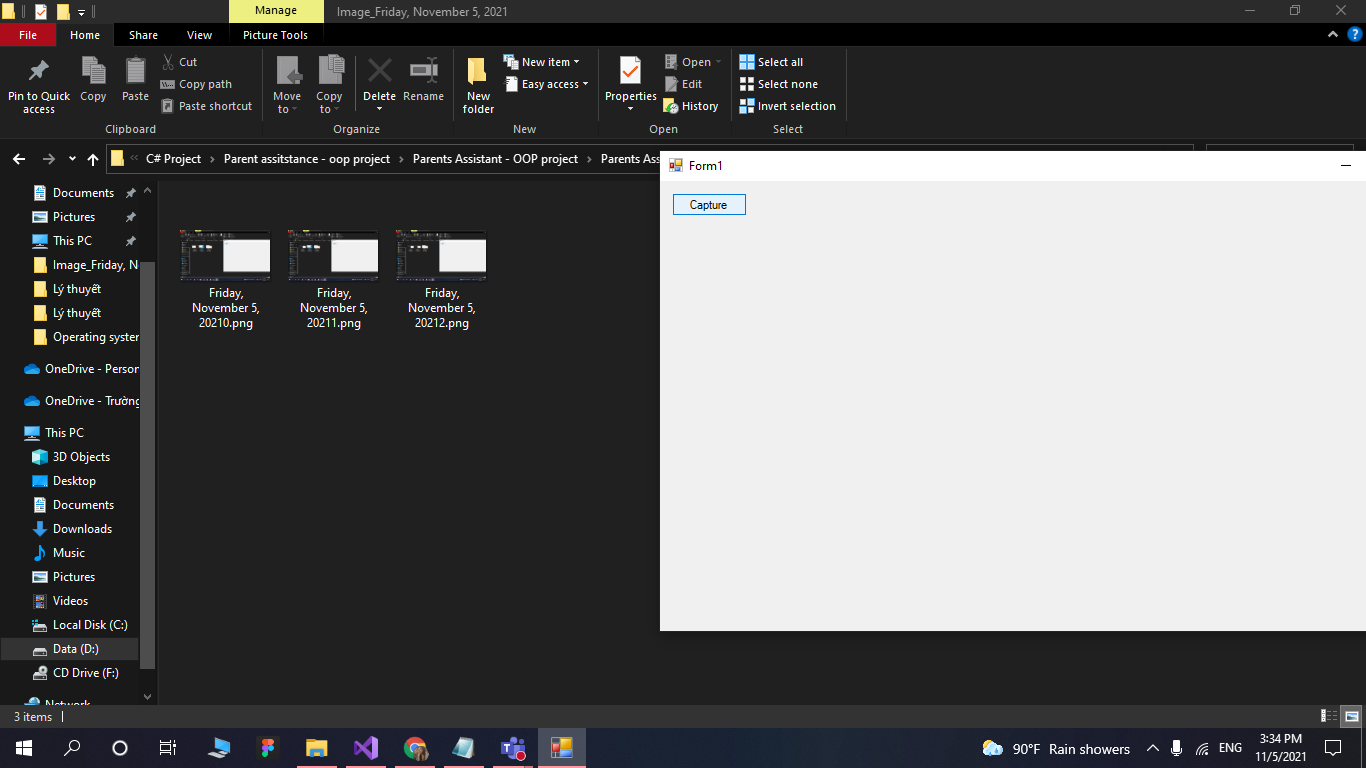 Manage
Image_Friday, November 5, 2021
File
Home
Share
View
Picture Tools
Pin to Quick access
Copy
Paste
Cut
Copy path
Paste shortcut
Clipboard
Move to
Copy to
Delete
Rename
Organize
New folder
New item
Easy access
New
Properties
Open
Edit
History
Open
Select all
Select none
Invert selection
Select
C# Project
Parent assitstance - oop project
Parents Assistant - OOP project
Parents Ass
Form1
Capture
Documents
Pictures
This PC
Image_Friday, N
Lý thuyết
Lý thuyết
Operating syster
OneDrive - Persor
OneDrive - Trường
This PC
3D Objects
Desktop
Documents
Downloads
Music
Pictures
Videos
Local Disk (C:)
Data (D:)
CD Drive (F:)
Network
Friday,
November 5,
20210.png
Friday,
November 5,
20211.png
Friday,
November 5,
20212.png
3 items
90°F Rain showers
ENG
3:34 PM
11/5/2021